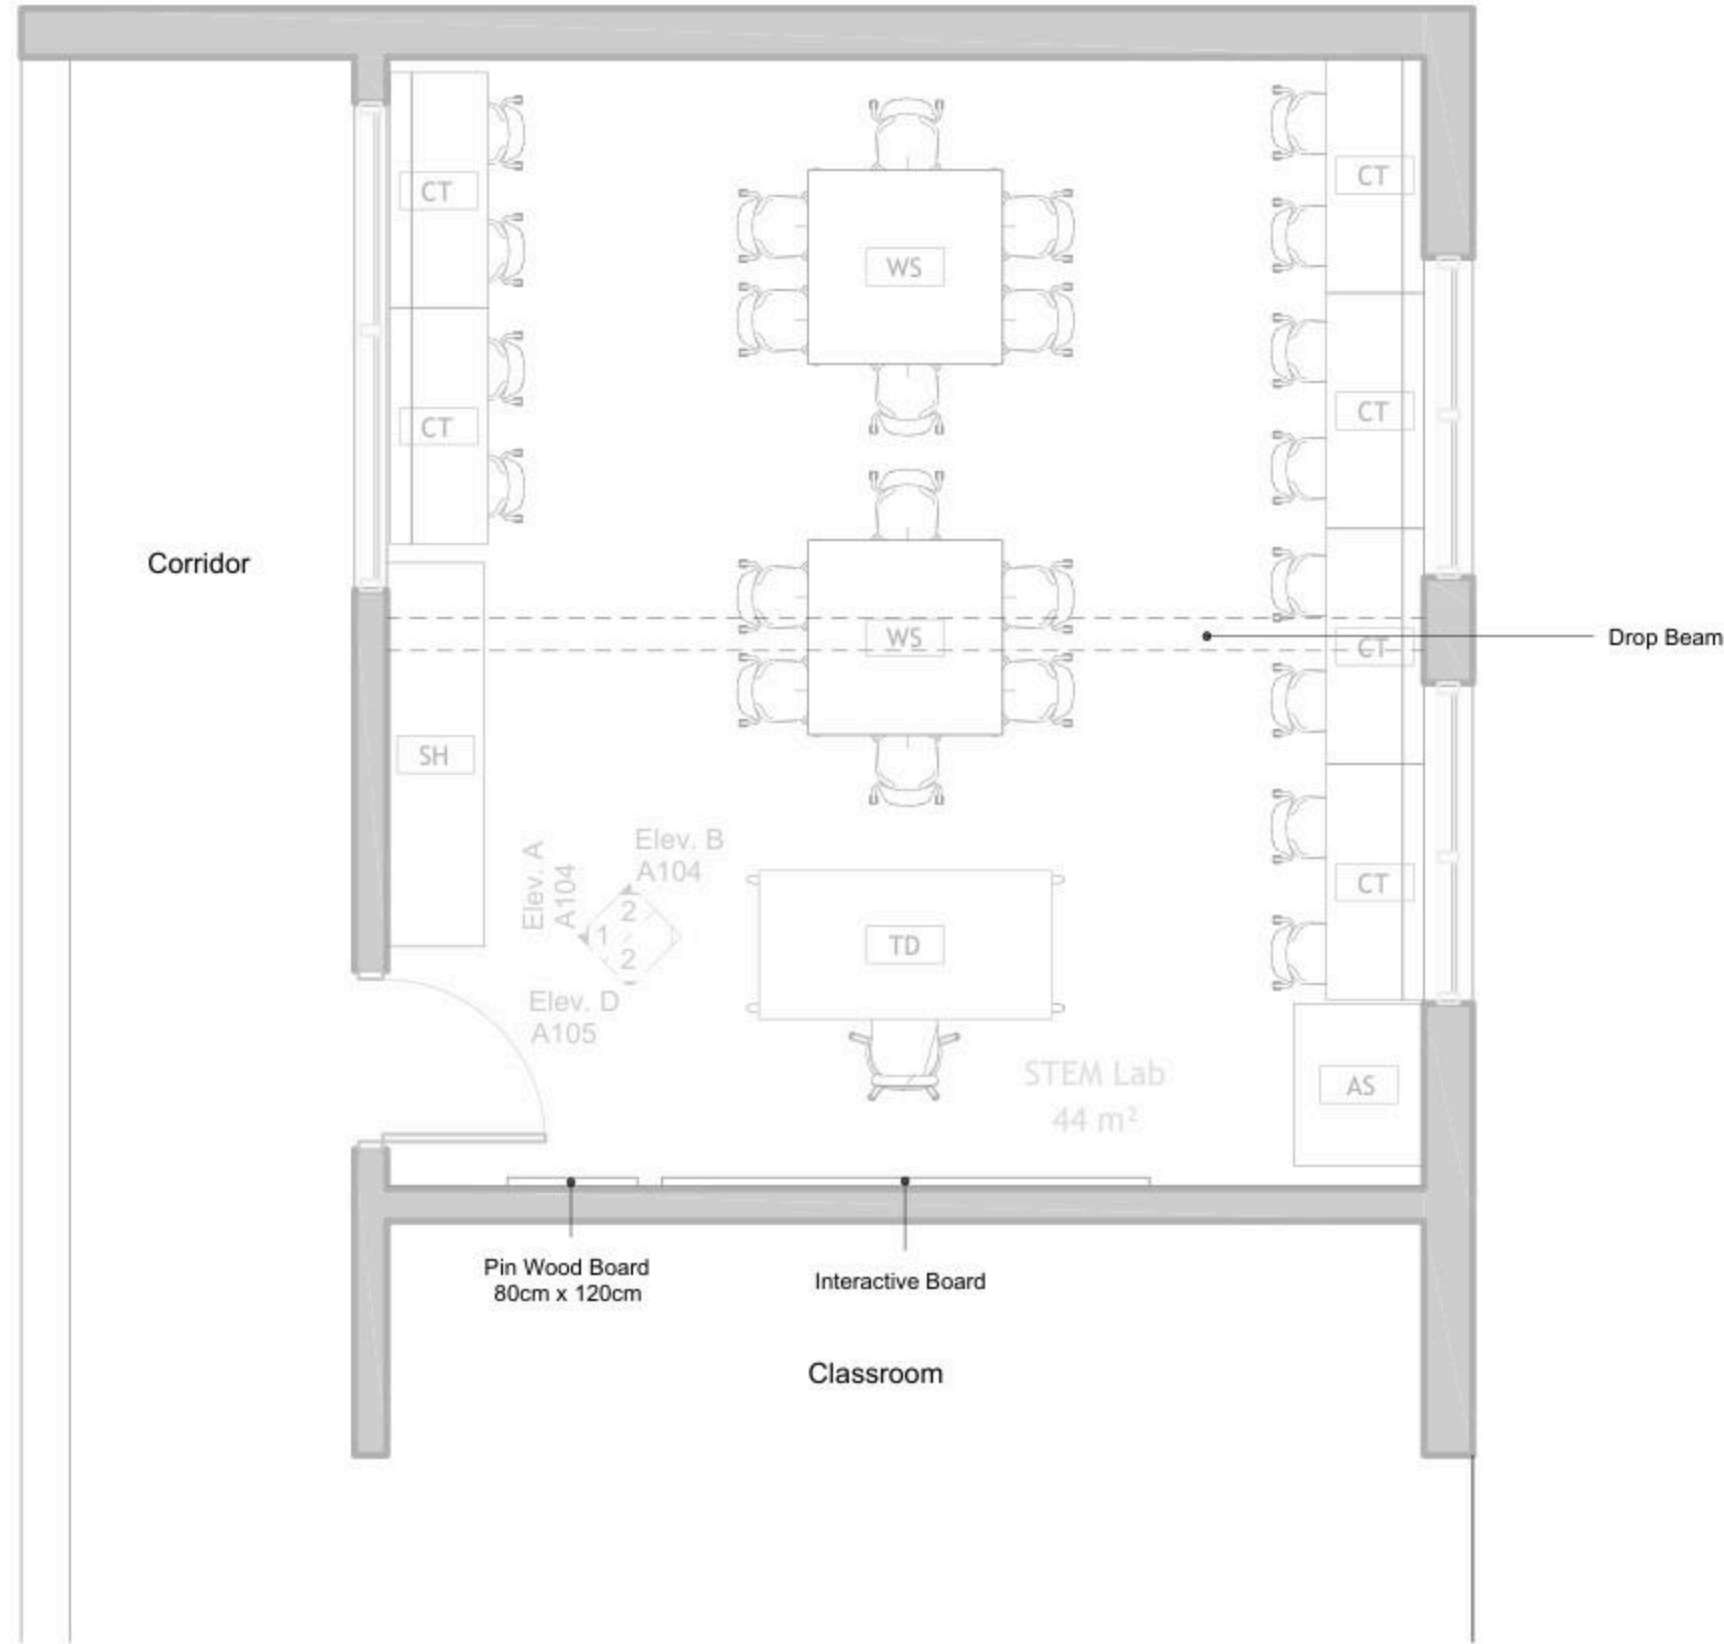 CT
CT
WS
CT
CT
Corridor
WS
CT
Drop Beam
SH
Elev. A
A104
Elev. B
A104
2
1
2
Elev. D
A105
CT
TD
STEM Lab
44 m²
AS
Pin Wood Board
80cm x 120cm
Interactive Board
Classroom